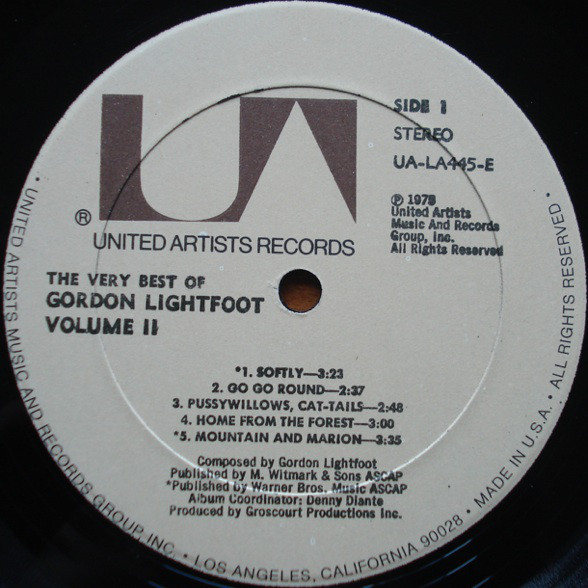 UA
®
UNITED ARTISTS RECORDS
SIDE 1
STEREO
UA-LA445-E
℗ 1975
United Artists
Music And Records
Group, Inc.
All Rights Reserved
THE VERY BEST OF
GORDON LIGHTFOOT
VOLUME II
*1. SOFTLY—3:23
2. GO GO ROUND—2:37
3. PUSSYWILLOWS, CAT-TAILS—2:48
4. HOME FROM THE FOREST—3:00
*5. MOUNTAIN AND MARION—3:35
Composed by Gordon Lightfoot
Published by M. Witmark & Sons ASCAP
*Published by Warner Bros. Music ASCAP
Album Coordinator: Denny Diante
Produced by Groscourt Productions Inc.
• UNITED ARTISTS MUSIC AND RECORDS GROUP, INC. • LOS ANGELES, CALIFORNIA 90028 • MADE IN U.S.A. • ALL RIGHTS RESERVED •